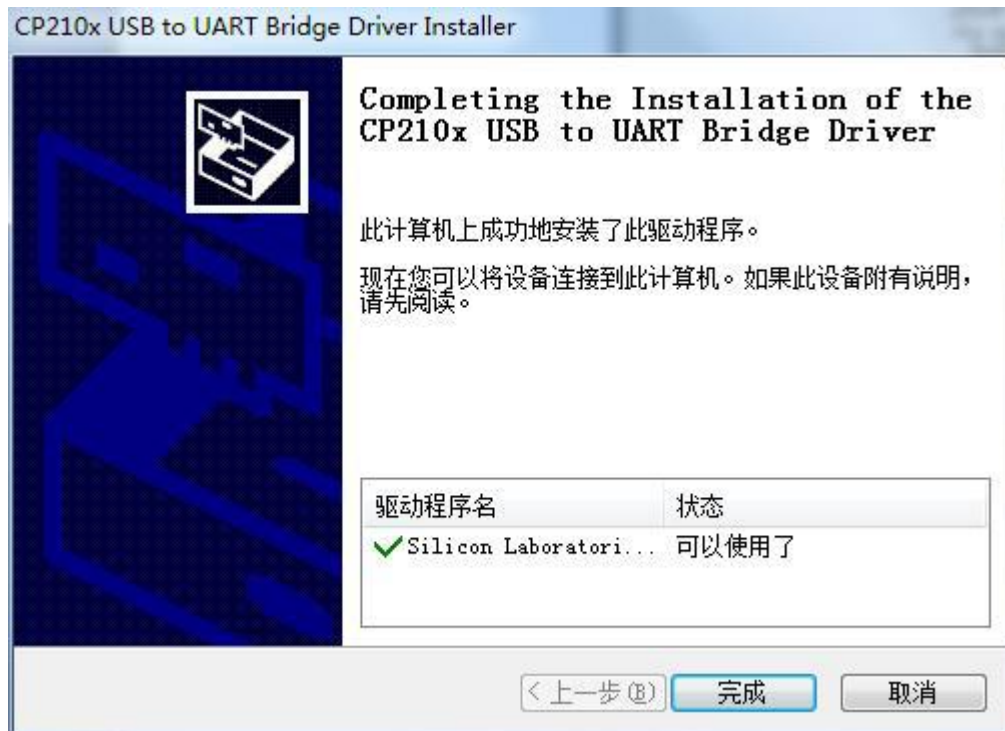 CP210x USB to UART Bridge Driver Installer
Completing the Installation of the
CP210x USB to UART Bridge Driver
此计算机上成功地安装了此驱动程序。
现在您可以将设备连接到此计算机。如果此设备附有说明，
请先阅读。
驱动程序名 状态
Silicon Laboratori... 可以使用了
<上一步(B) 完成 取消